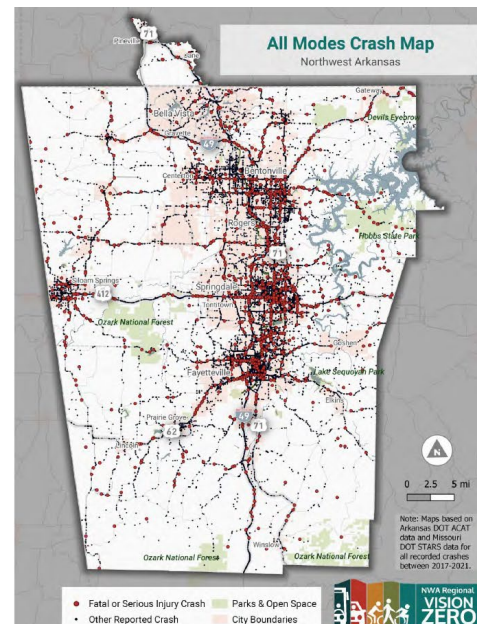 All Modes Crash Map
Northwest Arkansas
71
Pineville
Gateway
Bella Vista
Devil's Eyebrow
Gravette
49
Centerton
Bentonville
Rogers
Hobbs State Park
71
Siloam Springs
412
Springdale
Tontitown
Ozark National Forest
Goshen
Fayetteville
Lake Sequoyah Park
Elkins
Prairie Grove
49
71
62
Lincoln
N
0 2.5 5 mi
Note: Maps based on
Arkansas DOT ACAT
data and Missouri
DOT STARS data for
all recorded crashes
between 2017-2021.
Winslow
Ozark National Forest
Ozark National Forest
Fatal or Serious Injury Crash
Parks & Open Space
Other Reported Crash
City Boundaries
NWA Regional
VISION
ZERO